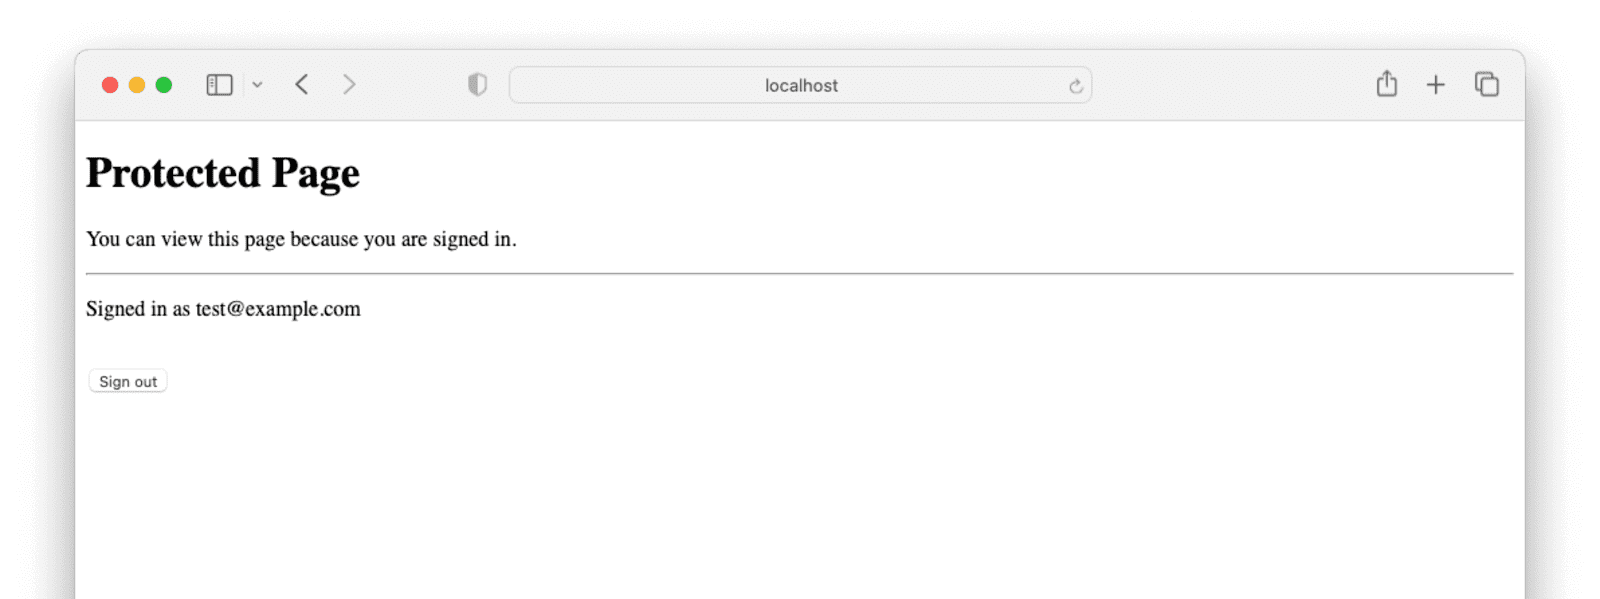 localhost
Protected Page
You can view this page because you are signed in.
Signed in as test@example.com
Sign out